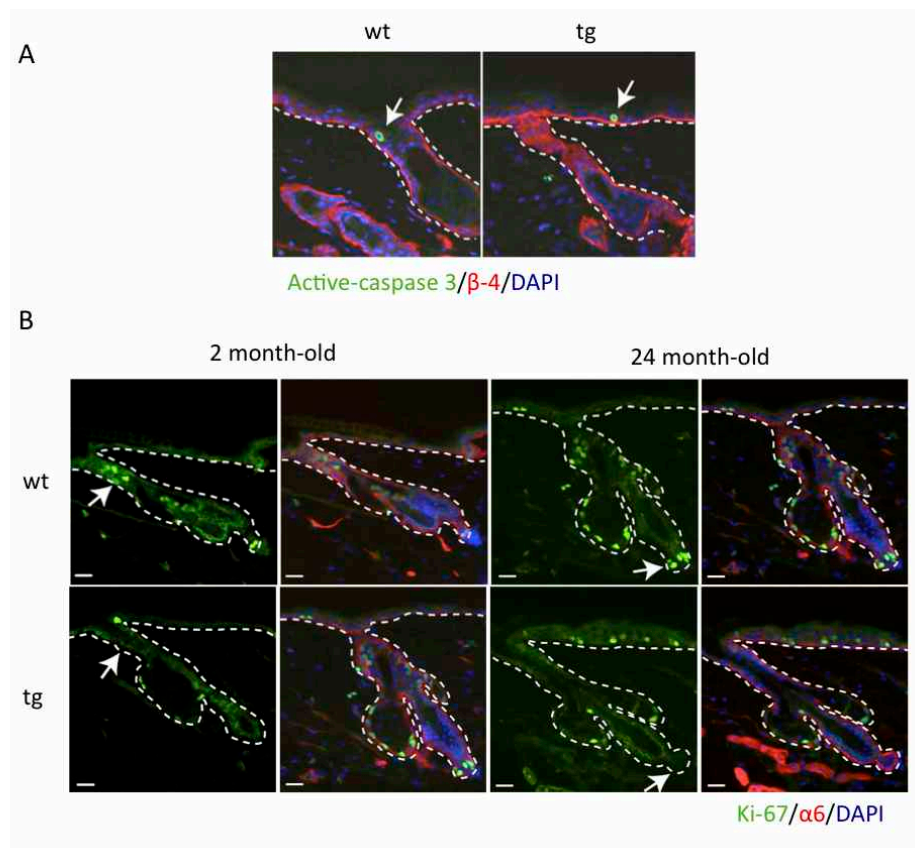 A
wt tg
Active-caspase 3/β-4/DAPI
B
2 month-old 24 month-old
wt
tg
Ki-67/α6/DAPI